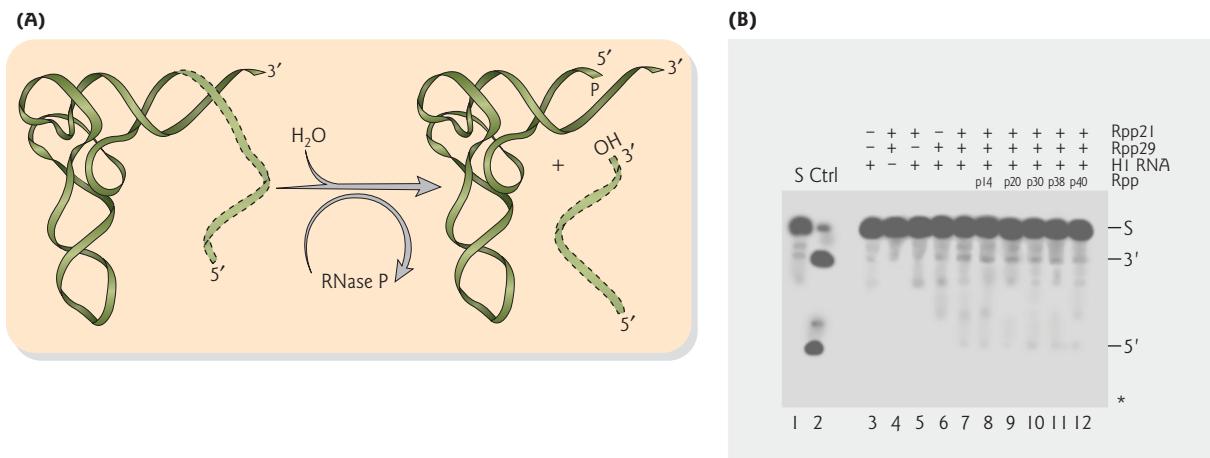 (A)
3′
H₂O
RNase P
5′
5′
P
3′
+
OH
3′
5′
(B)
– + + – + + + + + + Rpp21
– + – + + + + + + + Rpp29
+ – + + + + + + + + H1 RNA
p14 p20 p30 p38 p40 Rpp
S Ctrl
S
3'
5'
*
1 2 3 4 5 6 7 8 9 10 11 12